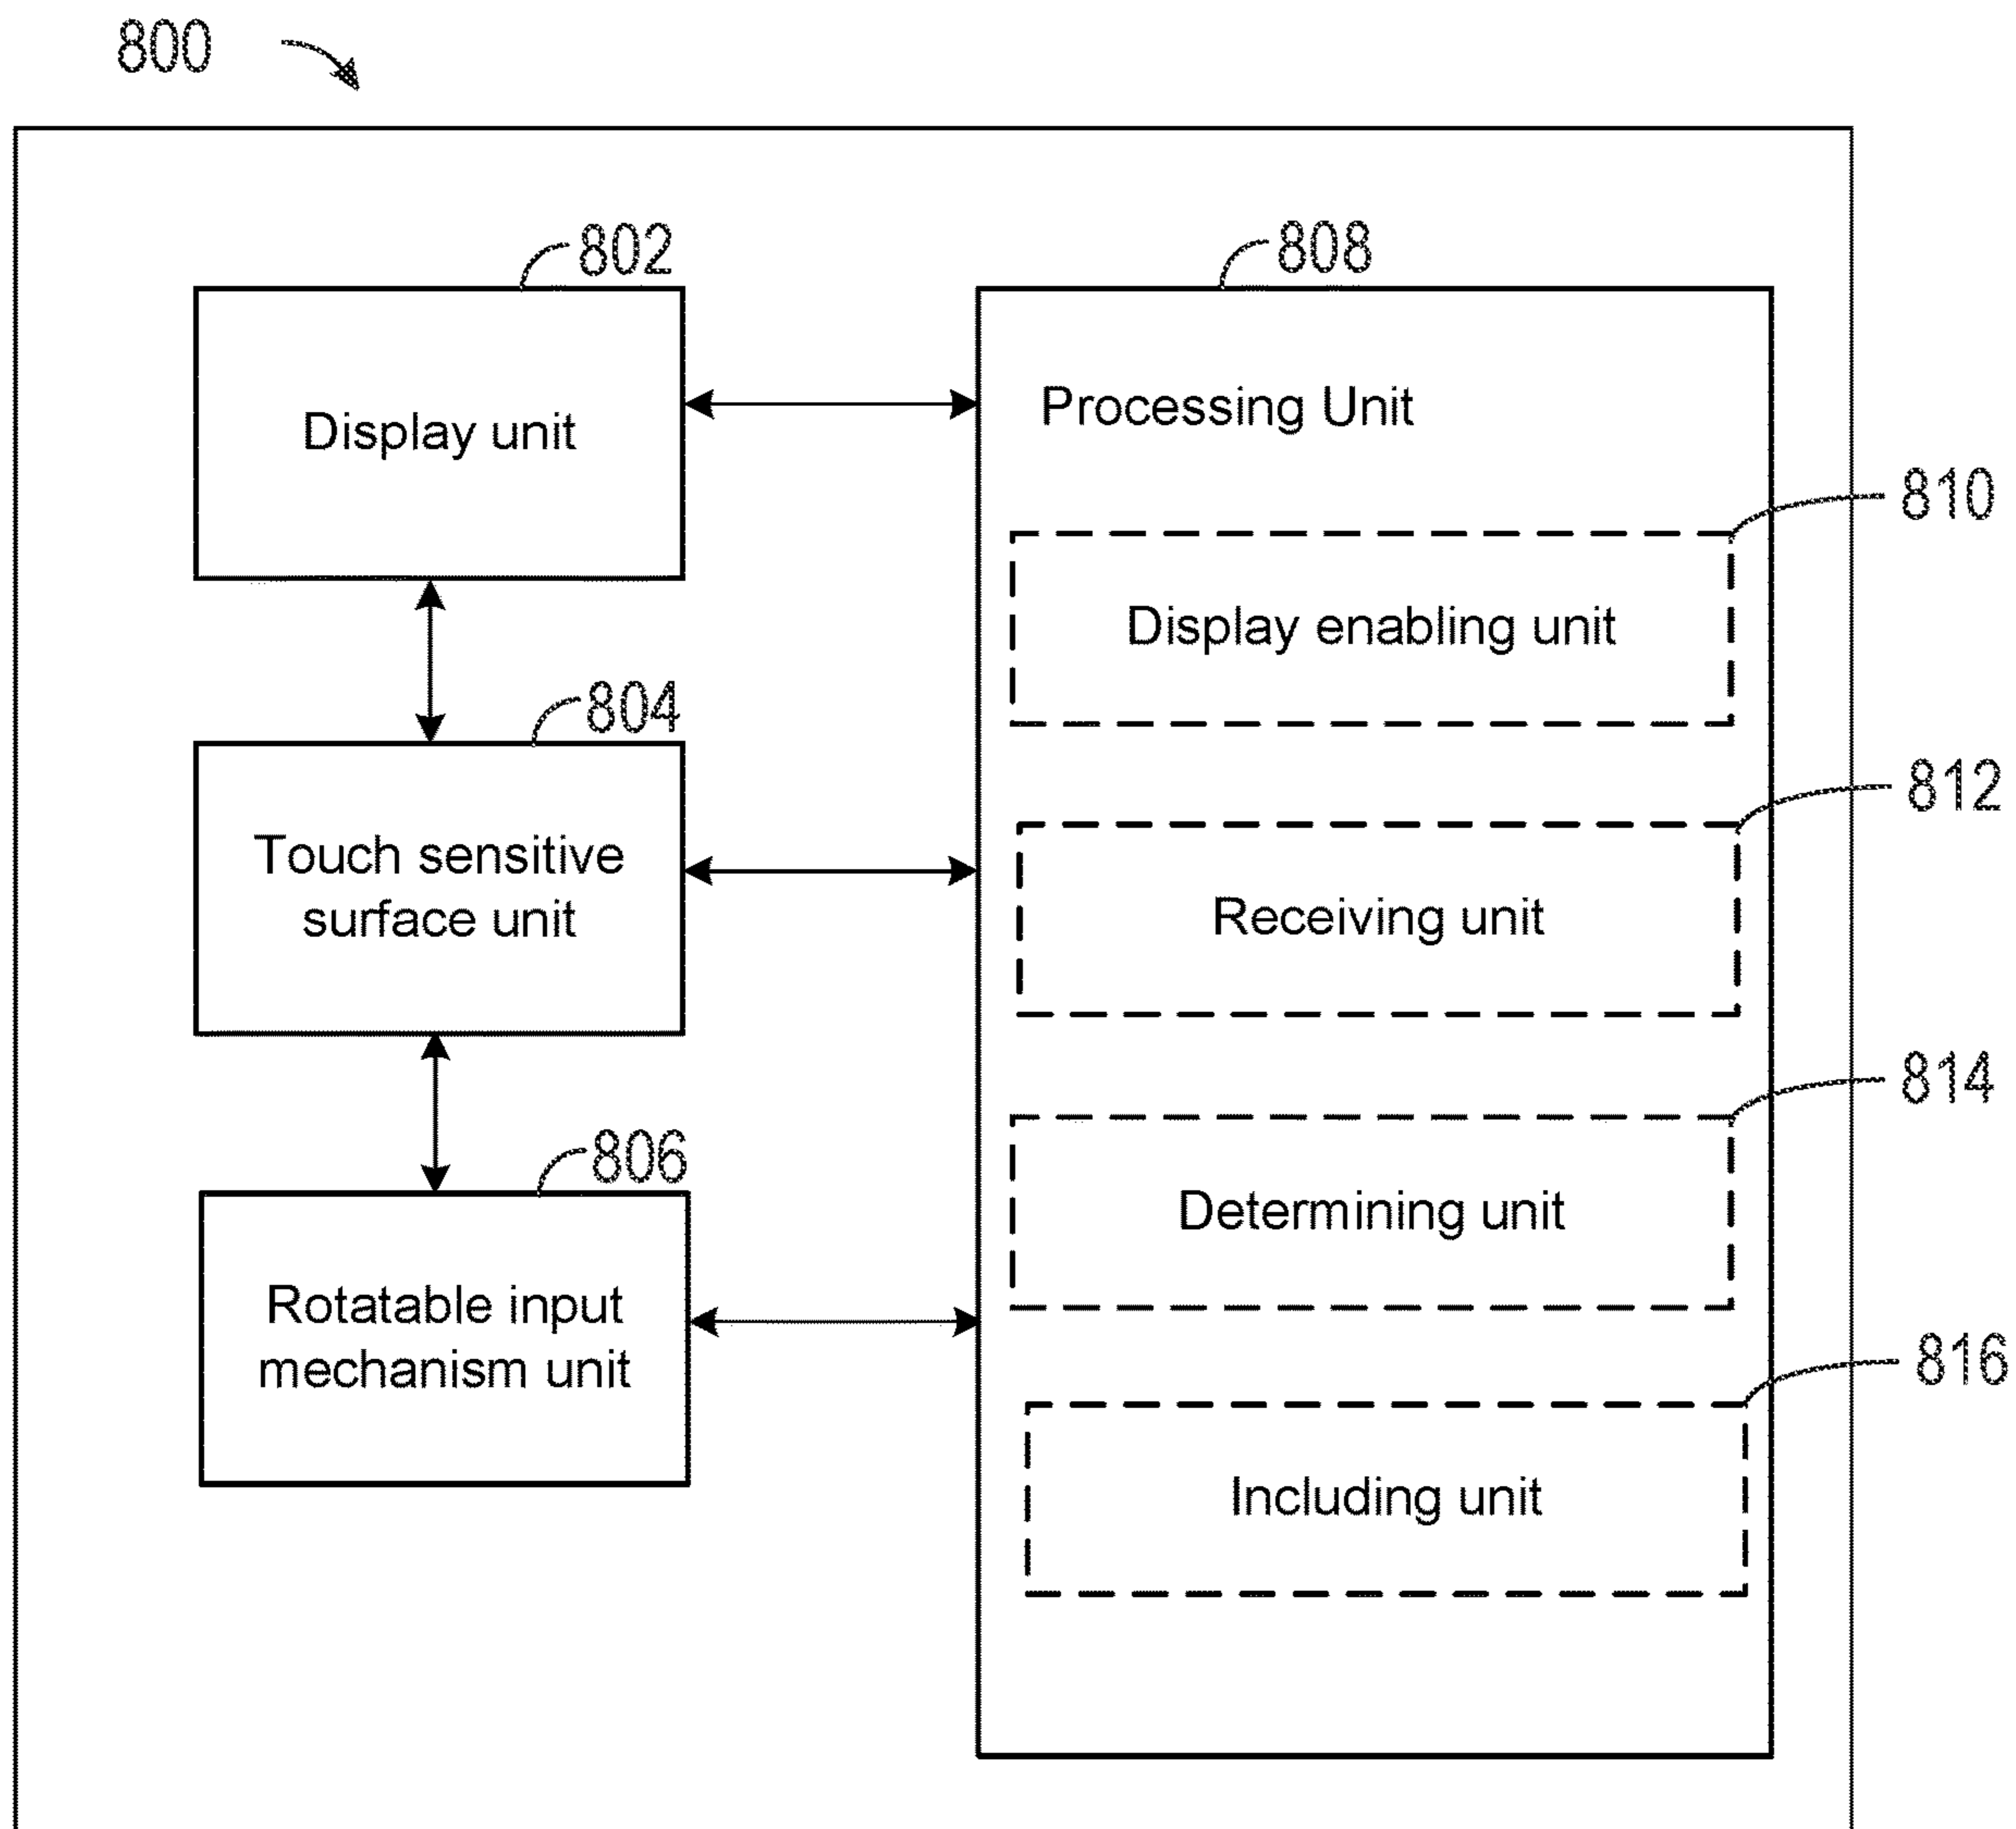 800
802
808
Display unit
Processing Unit
810
Display enabling unit
804
812
Touch sensitive
surface unit
Receiving unit
814
806
Determining unit
Rotatable input
mechanism unit
816
Including unit